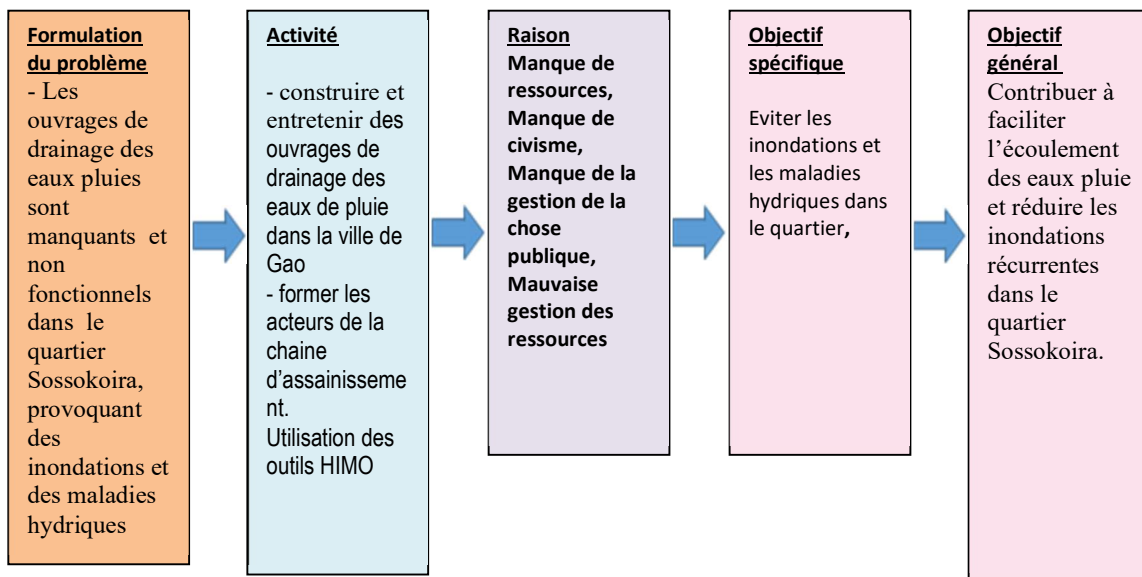 Formulation
du problème
- Les
ouvrages de
drainage des
eaux pluies
sont
manquants et
non
fonctionnels
dans le
quartier
Sossokoira,
provoquant
des
inondations et
des maladies
hydriques
Activité
- construire et
entretenir des
ouvrages de
drainage des
eaux de pluie
dans la ville de
Gao
- former les
acteurs de la
chaine
d’assainisseme
nt.
Utilisation des
outils HIMO
Raison
Manque de
ressources,
Manque de
civisme,
Manque de la
gestion de la
chose
publique,
Mauvaise
gestion des
ressources
Objectif
spécifique
Eviter les
inondations et
les maladies
hydriques dans
le quartier,
Objectif
général
Contribuer à
faciliter
l’écoulement
des eaux pluie
et réduire les
inondations
récurrentes
dans le
quartier
Sossokoira.